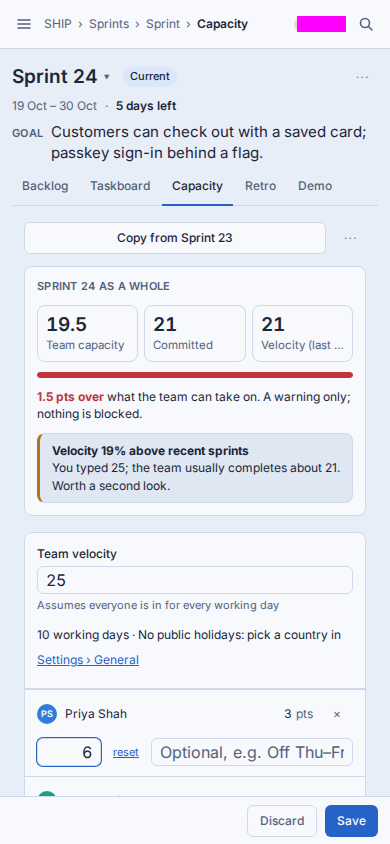 SHIP › Sprints › Sprint › Capacity
Sprint 24 ▾ Current ···
19 Oct – 30 Oct · 5 days left
GOAL Customers can check out with a saved card;
passkey sign-in behind a flag.
Backlog Taskboard Capacity Retro Demo
Copy from Sprint 23 ···
SPRINT 24 AS A WHOLE
19.5 21 21
Team capacity Committed Velocity (last ...
1.5 pts over what the team can take on. A warning only;
nothing is blocked.
Velocity 19% above recent sprints
You typed 25; the team usually completes about 21.
Worth a second look.
Team velocity
25
Assumes everyone is in for every working day
10 working days · No public holidays: pick a country in
Settings › General
PS Priya Shah 3 pts ×
6 reset Optional, e.g. Off Thu–Fr
Discard Save